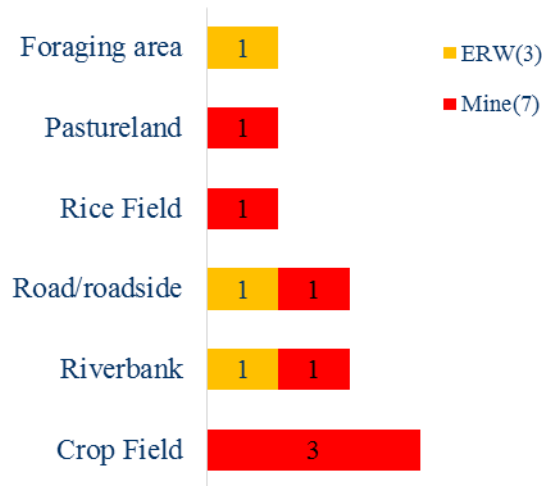 Foraging area 1 ERW(3)
Pastureland 1 Mine(7)
Rice Field 1
Road/roadside 1 1
Riverbank 1 1
Crop Field 3